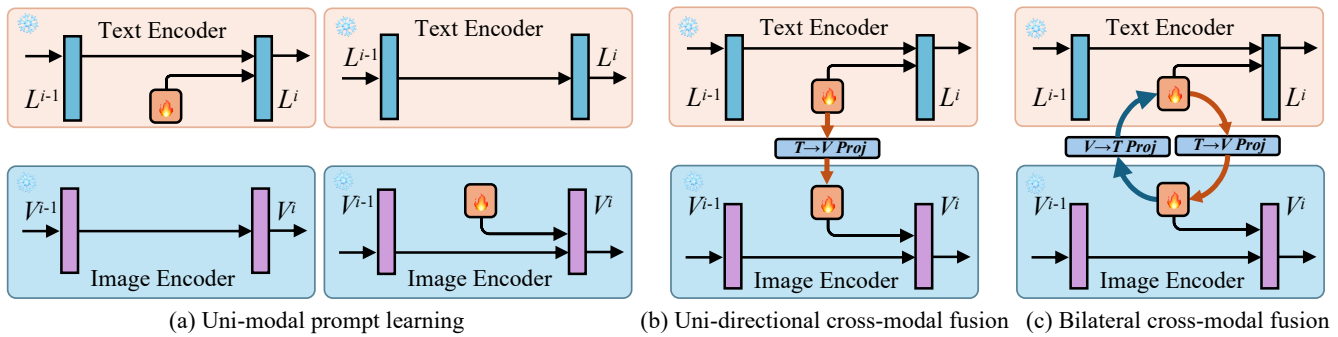 Text Encoder
L^{i-1}
L^i
Text Encoder
L^{i-1}
L^i
V^{i-1}
V^i
Image Encoder
V^{i-1}
V^i
Image Encoder
(a) Uni-modal prompt learning
Text Encoder
L^{i-1}
L^i
T→V Proj
V^{i-1}
V^i
Image Encoder
(b) Uni-directional cross-modal fusion
Text Encoder
L^{i-1}
L^i
V→T Proj
T→V Proj
V^{i-1}
V^i
Image Encoder
(c) Bilateral cross-modal fusion